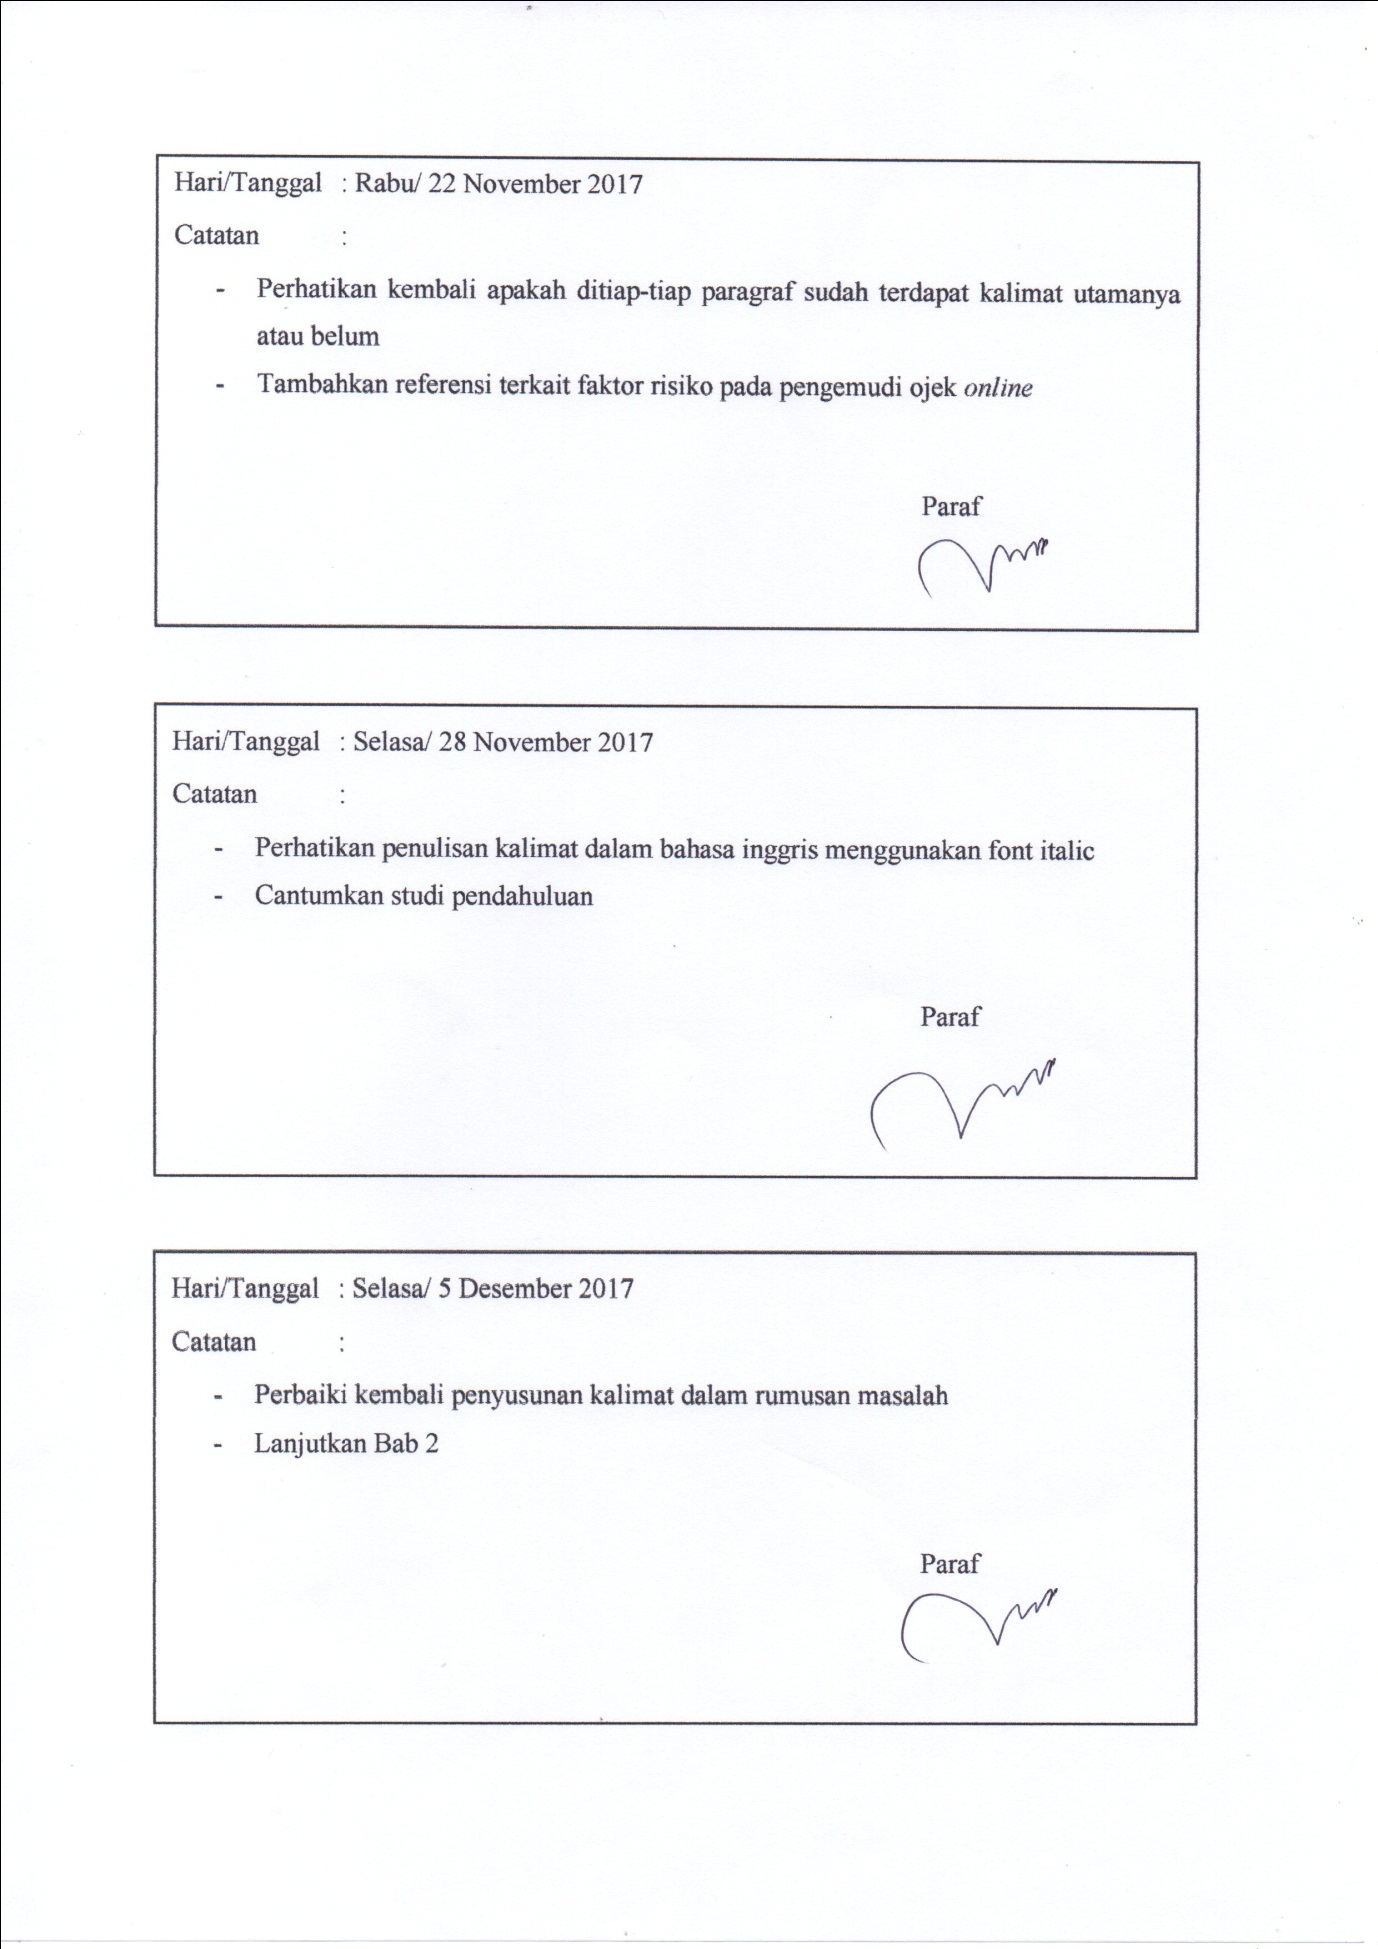 Hari/Tanggal : Rabu/ 22 November 2017
Catatan :
- Perhatikan kembali apakah ditiap-tiap paragraf sudah terdapat kalimat utamanya
atau belum
- Tambahkan referensi terkait faktor risiko pada pengemudi ojek online
Paraf
Hari/Tanggal : Selasa/ 28 November 2017
Catatan :
- Perhatikan penulisan kalimat dalam bahasa inggris menggunakan font italic
- Cantumkan studi pendahuluan
Paraf
Hari/Tanggal : Selasa/ 5 Desember 2017
Catatan :
- Perbaiki kembali penyusunan kalimat dalam rumusan masalah
- Lanjutkan Bab 2
Paraf